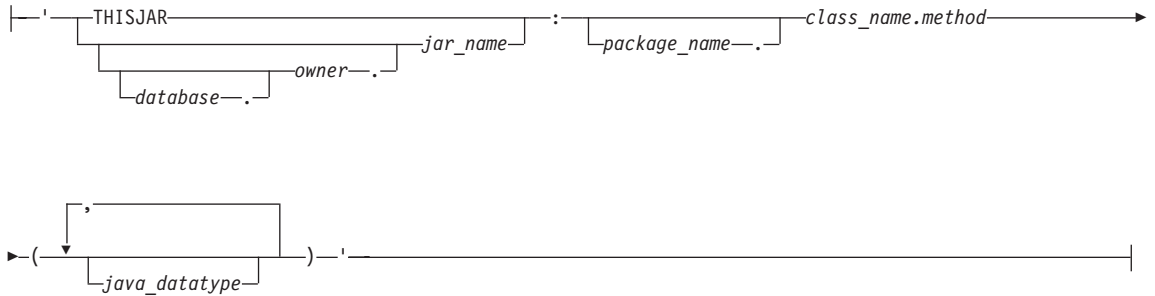 ' THISJAR : class_name.method
jar_name package_name .
owner .
database .
,
( ) '
java_datatype